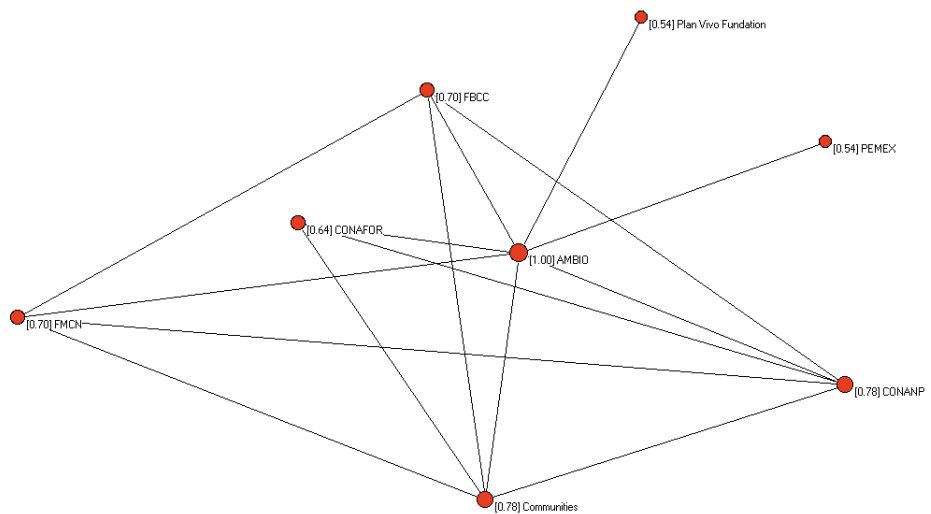 [0.54] Plan Vivo Fundation
[0.70] FBCC
[0.54] PEMEX
[0.64] CONAFOR
[1.00] AMBIO
[0.70] FMCN
[0.78] CONANP
[0.78] Communities